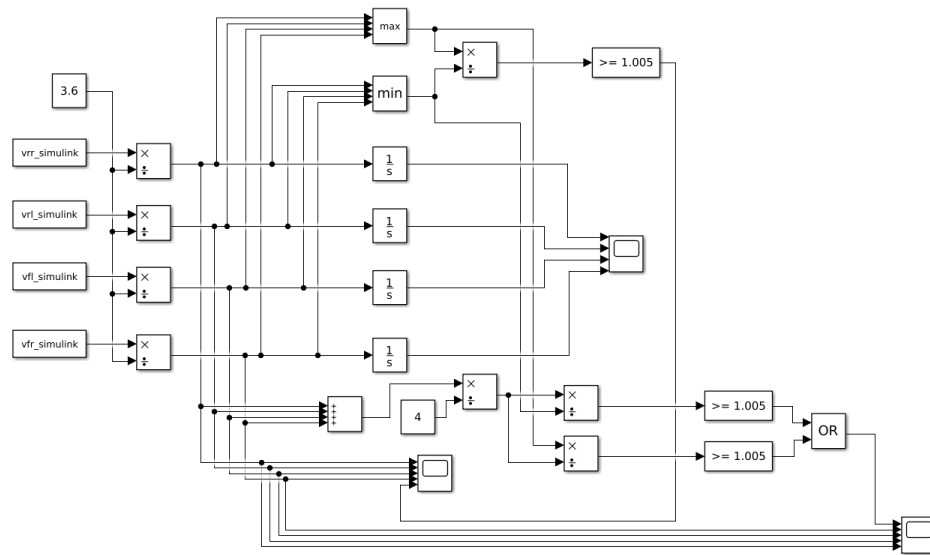 max
×
÷
>= 1.005
min
3.6
vrr_simulink
×
÷
1
s
vrl_simulink
×
÷
1
s
vfl_simulink
×
÷
1
s
vfr_simulink
×
÷
1
s
+
+
+
+
4
×
÷
×
÷
>= 1.005
OR
×
÷
>= 1.005